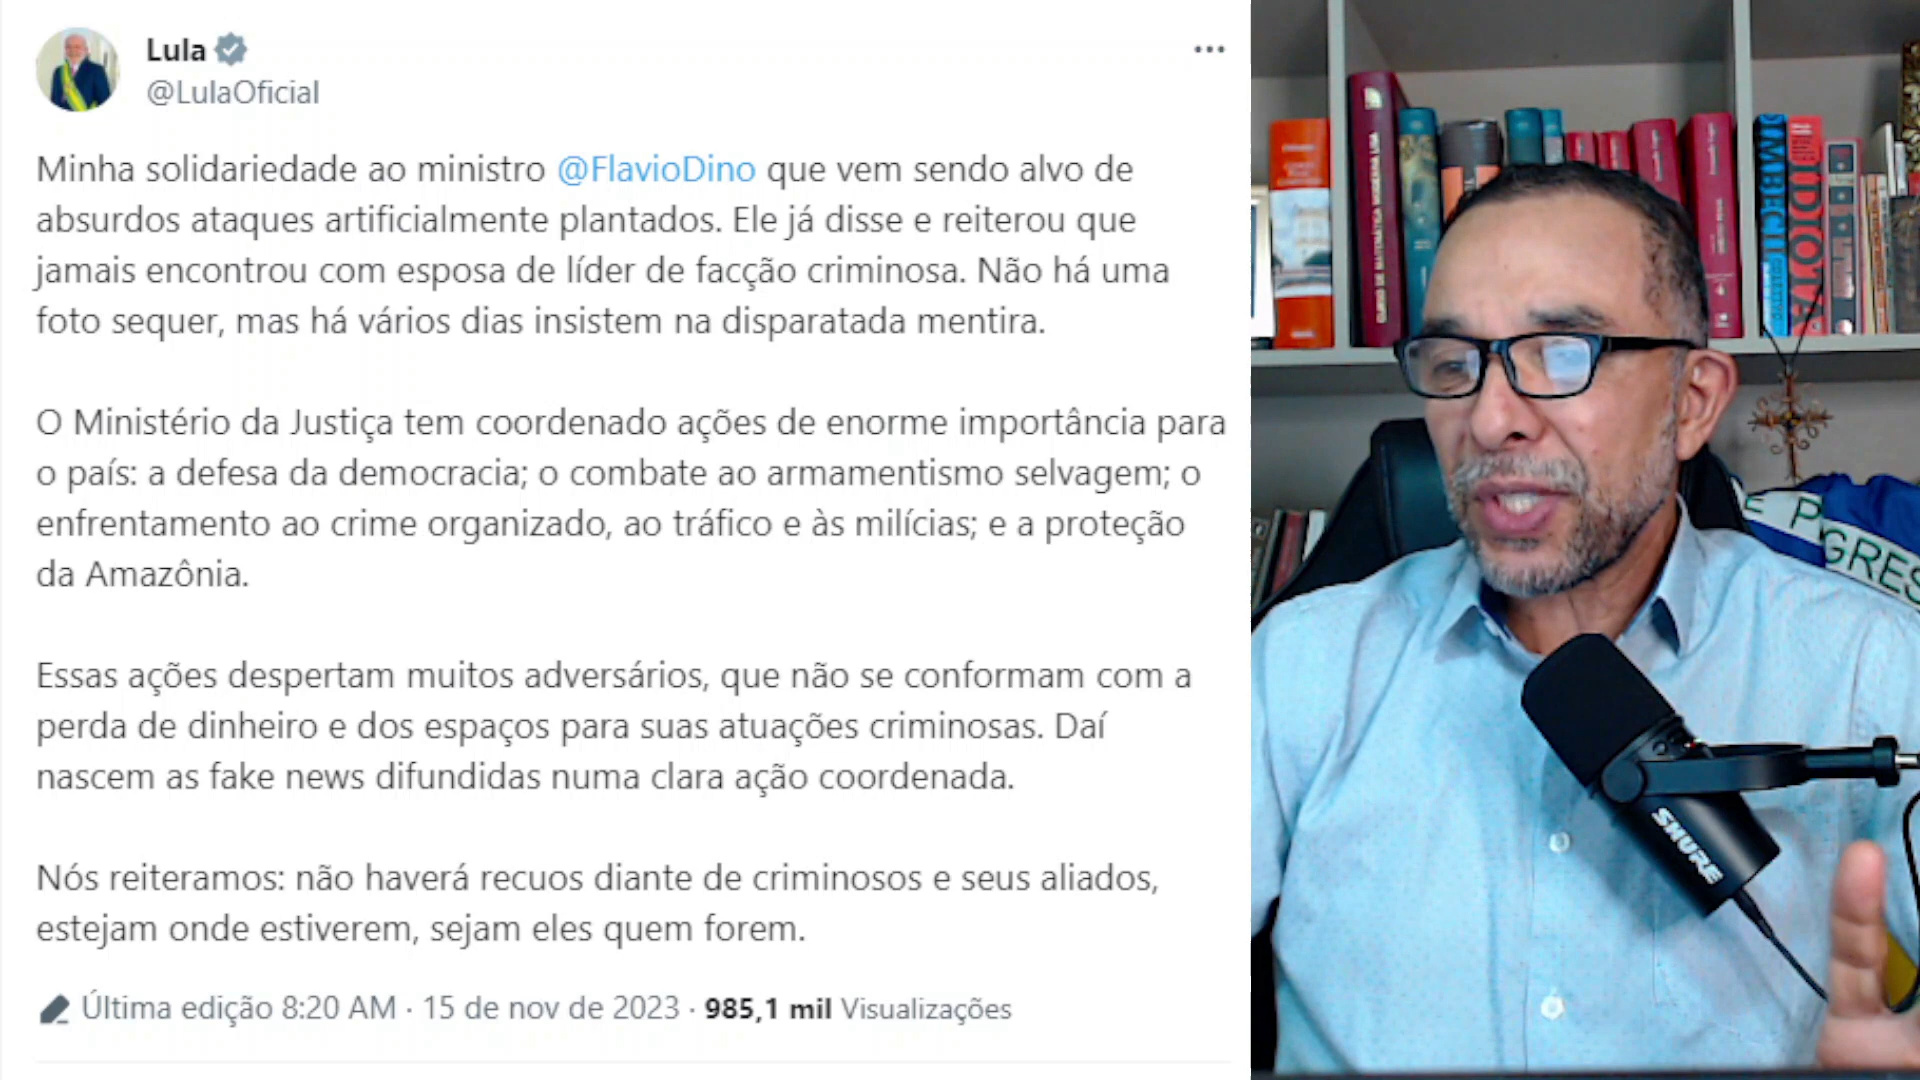 Lula
@LulaOficial
Minha solidariedade ao ministro @FlavioDino que vem sendo alvo de
absurdos ataques artificialmente plantados. Ele já disse e reiterou que
jamais encontrou com esposa de líder de facção criminosa. Não há uma
foto sequer, mas há vários dias insistem na disparatada mentira.
O Ministério da Justiça tem coordenado ações de enorme importância para
o país: a defesa da democracia; o combate ao armamentismo selvagem; o
enfrentamento ao crime organizado, ao tráfico e às milícias; e a proteção
da Amazônia.
Essas ações despertam muitos adversários, que não se conformam com a
perda de dinheiro e dos espaços para suas atuações criminosas. Daí
nascem as fake news difundidas numa clara ação coordenada.
Nós reiteramos: não haverá recuos diante de criminosos e seus aliados,
estejam onde estiverem, sejam eles quem forem.
Última edição 8:20 AM · 15 de nov de 2023 · 985,1 mil Visualizações
SHURE